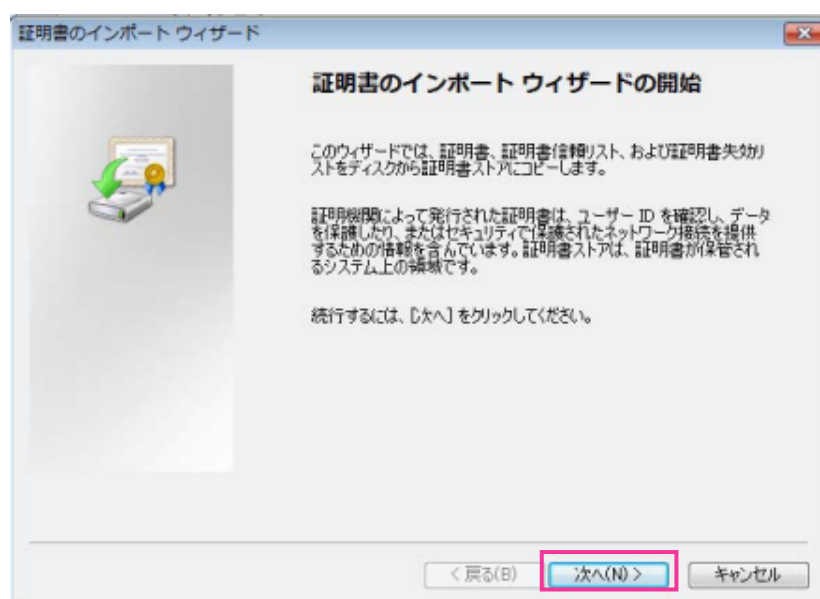 証明書のインポート ウィザード
証明書のインポート ウィザードの開始
このウィザードでは、証明書、証明書信頼リスト、および証明書失効リ
ストをディスクから証明書ストアにコピーします。
証明機関によって発行された証明書は、ユーザー ID を確認し、データ
を保護したり、またはセキュリティで保護されたネットワーク接続を提供
するための情報を含んでいます。証明書ストアは、証明書が保管され
るシステム上の領域です。
続行するには、[次へ] をクリックしてください。
< 戻る(B)
次へ(N) >
キャンセル